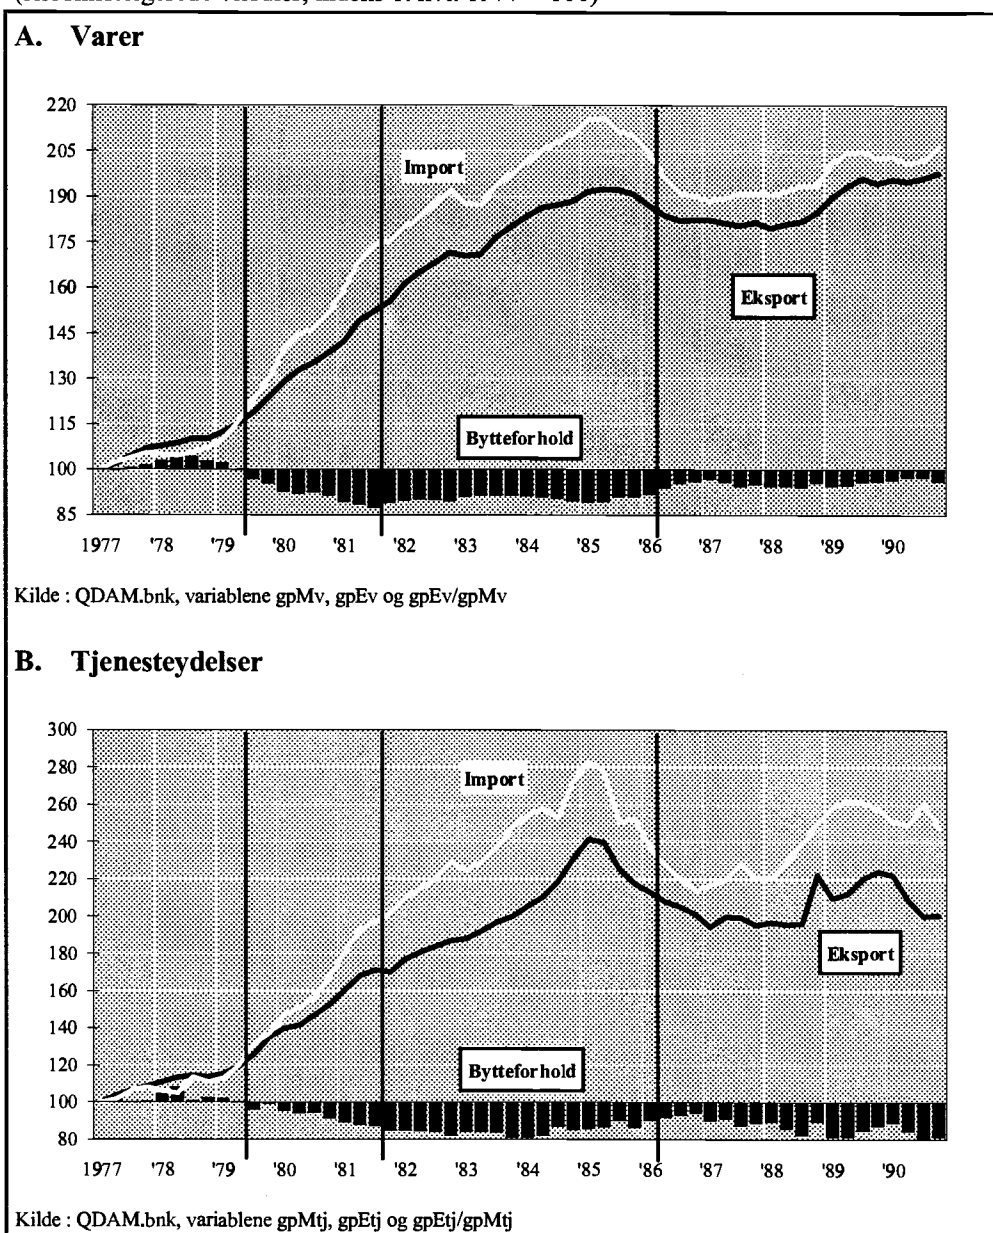 A. Varer
220
205
190
175
160
145
130
115
100
85
Import
Eksport
Bytteforhold
1977 '78 '79 '80 '81 '82 '83 '84 '85 '86 '87 '88 '89 '90
Kilde : QDAM.bnk, variablene gpMv, gpEv og gpEv/gpMv
B. Tjenesteydelser
300
280
260
240
220
200
180
160
140
120
100
80
Import
Eksport
Bytteforhold
1977 '78 '79 '80 '81 '82 '83 '84 '85 '86 '87 '88 '89 '90
Kilde : QDAM.bnk, variablene gpMtj, gpEtj og gpEtj/gpMtj